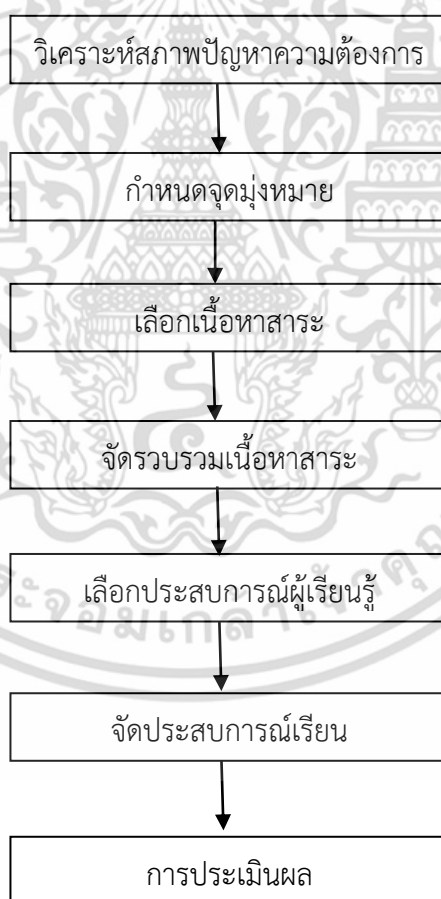 วิเคราะห์สภาพปัญหาความต้องการ
กำหนดจุดมุ่งหมาย
เลือกเนื้อหาสาระ
จัดรวบรวมเนื้อหาสาระ
เลือกประสบการณ์ผู้เรียนรู้
จัดประสบการณ์เรียน
การประเมินผล